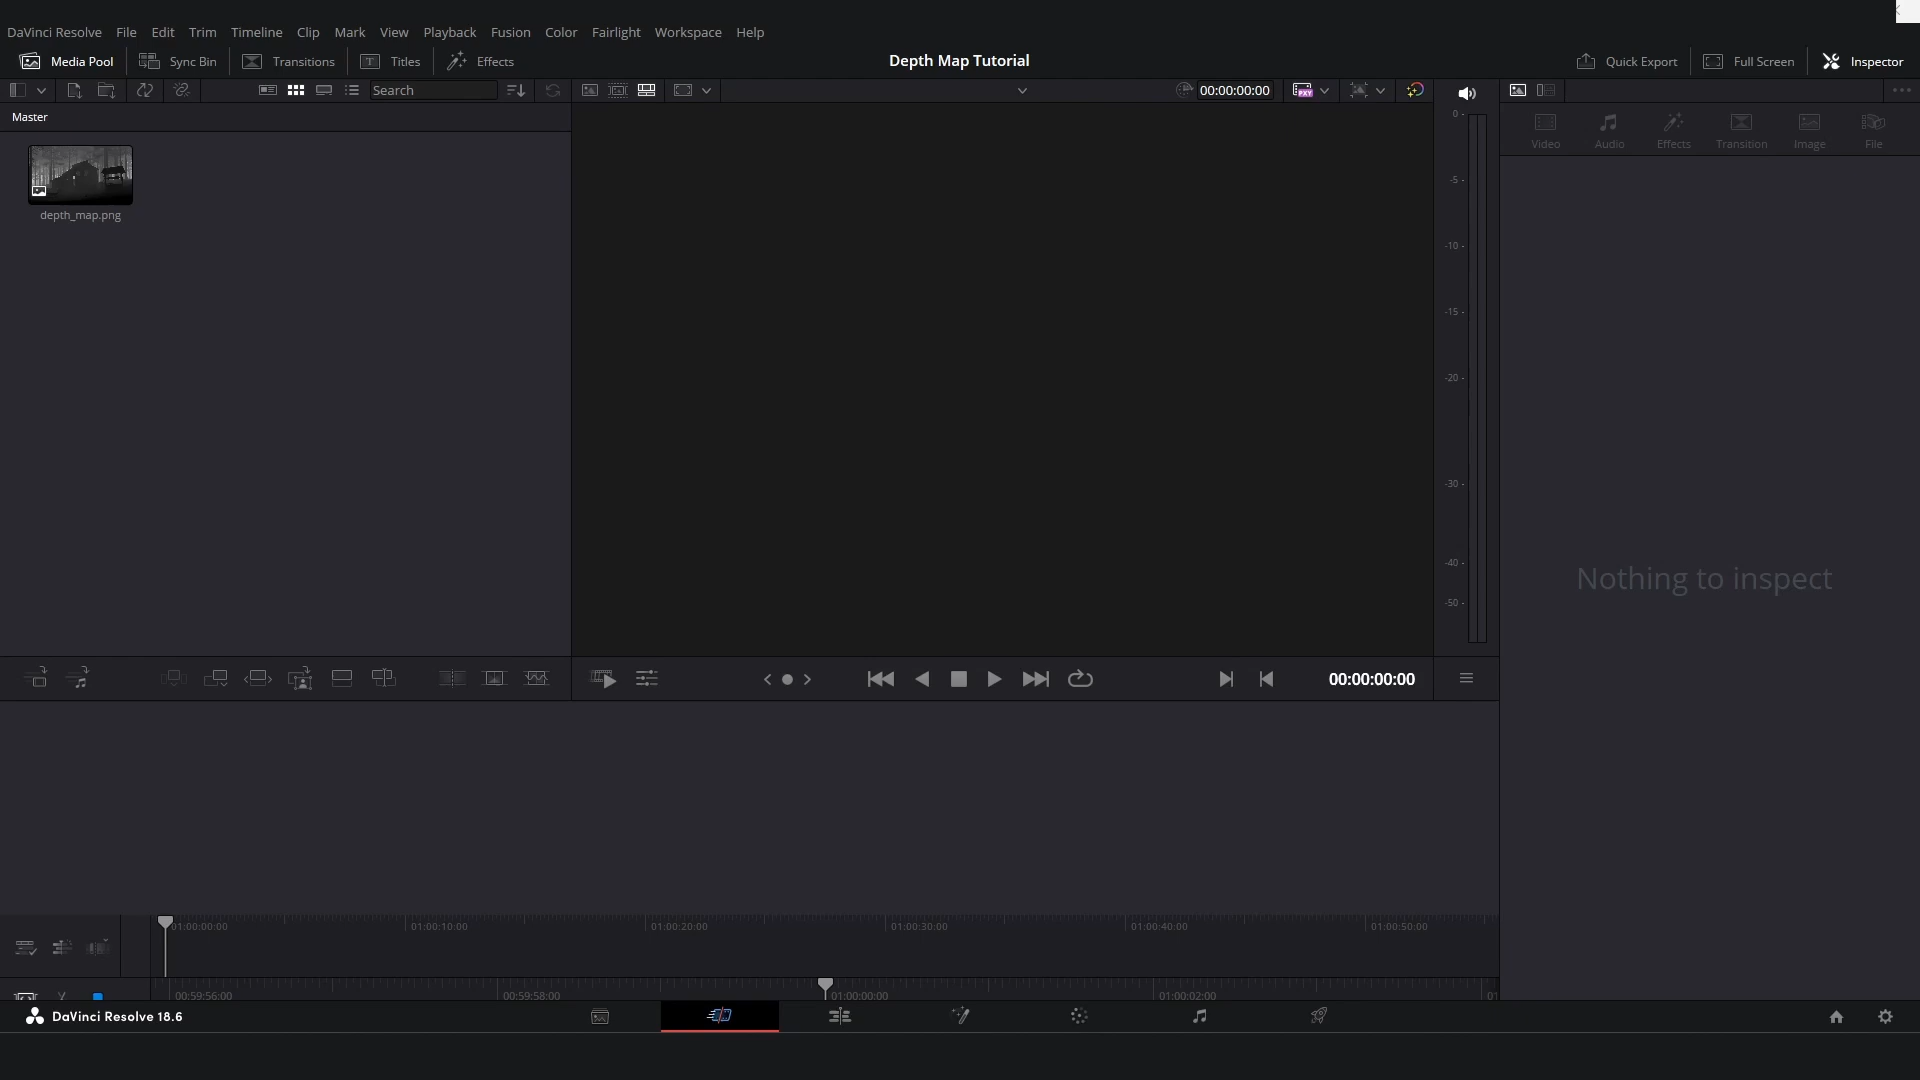 DaVinci Resolve File Edit Trim Timeline Clip Mark View Playback Fusion Color Fairlight Workspace Help
Media Pool Sync Bin Transitions Titles Effects Depth Map Tutorial Quick Export Full Screen Inspector
Search 00:00:00:00 PXY
Master
0
Video Audio Effects Transition Image File
-5
depth_map.png
-10
-15
-20
-30
-40
Nothing to inspect
-50
00:00:00:00
01:00:00:00 01:00:10:00 01:00:20:00 01:00:30:00 01:00:40:00 01:00:50:00
00:59:56:00 00:59:58:00 01:00:00:00 01:00:02:00 01
DaVinci Resolve 18.6